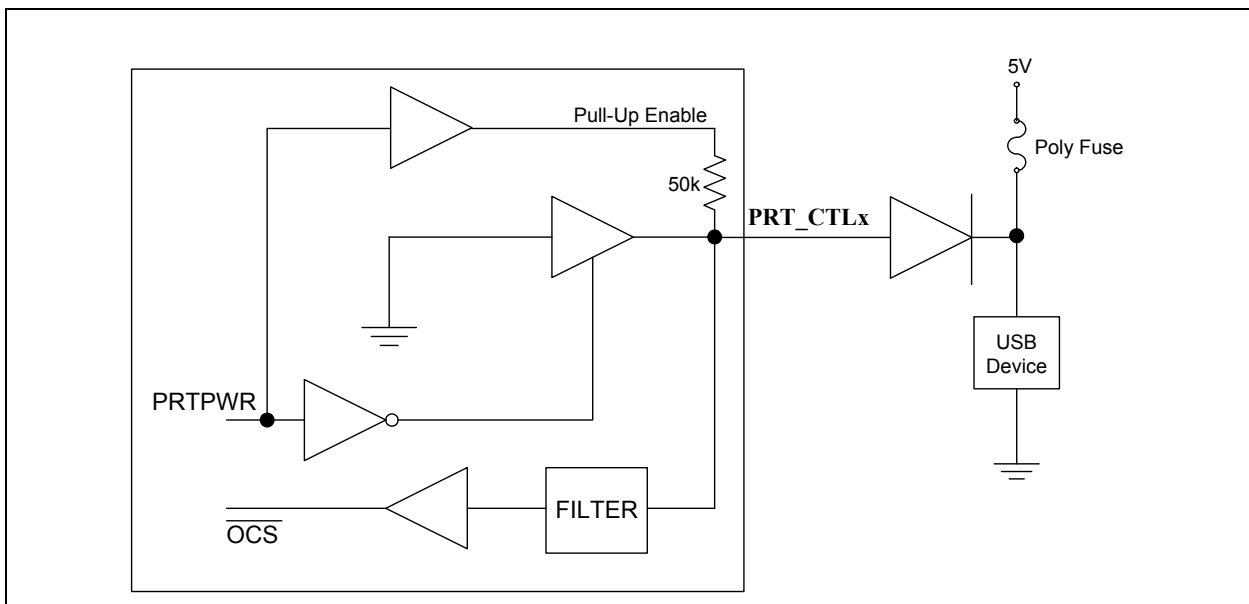 5V
Poly Fuse
Pull-Up Enable
50k
PRT_CTLx
USB
Device
PRTPWR
FILTER
OCS